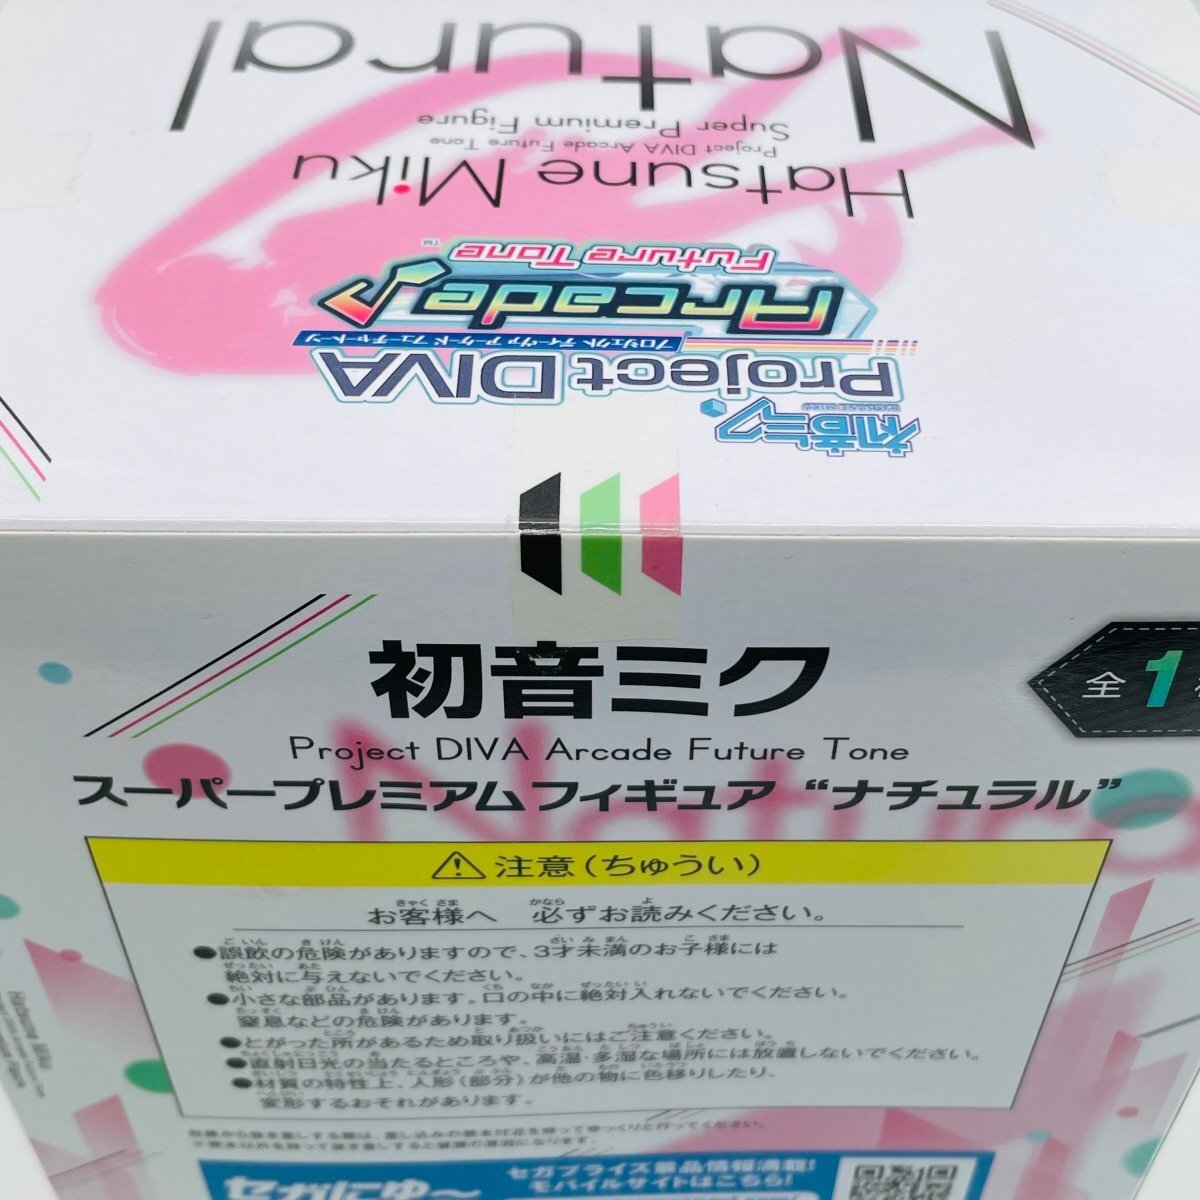 Natural
Super Premium Figure
Project DIVA Arcade Future Tone
Hatsune Miku
Future Tone™
Arcade
プロジェクト ディーヴァ アーケード フューチャートーン
Project DIVA
初音ミク
初音ミク
全1
Project DIVA Arcade Future Tone
スーパープレミアムフィギュア “ナチュラル”
Natura
注意(ちゅうい)
お客様へ 必ずお読みください。
●誤飲の危険がありますので、3才未満のお子様には
絶対に与えないでください。
●小さな部品があります。口の中に絶対入れないでください。
窒息などの危険があります。
●とがった所があるため取り扱いにはご注意ください。
●直射日光の当たるところや、高温・多湿な場所には放置しないでください。
●材質の特性上、人形(部分)が他の物に色移りしたり、
変形するおそれがあります。
セガプライズ景品情報満載!
モバイルサイトはこちら!
セガにゅ〜
Hatsune Miku